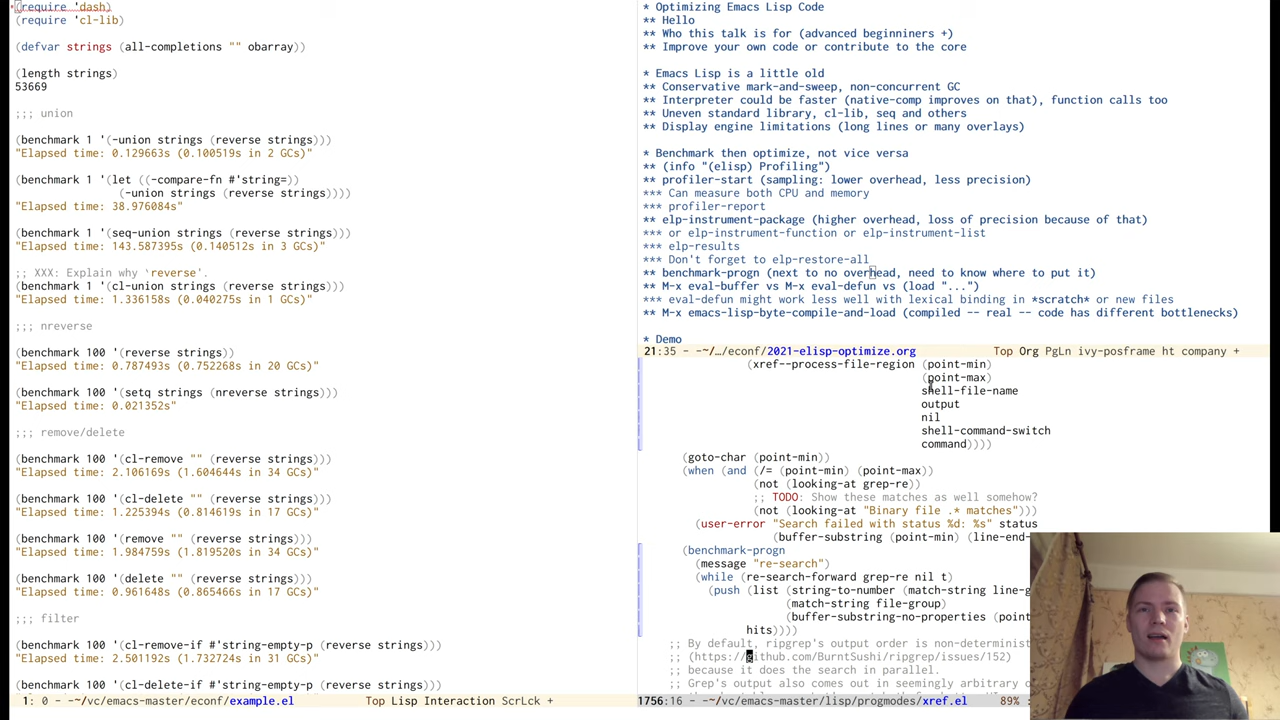 (require 'dash)
(require 'cl-lib)
(defvar strings (all-completions "" obarray))
(length strings)
53669
;;; union
(benchmark 1 '(-union strings (reverse strings)))
"Elapsed time: 0.129663s (0.100519s in 2 GCs)"
(benchmark 1 '(let ((-compare-fn #'string=))
(-union strings (reverse strings))))
"Elapsed time: 38.976084s"
(benchmark 1 '(seq-union strings (reverse strings)))
"Elapsed time: 143.587395s (0.140512s in 3 GCs)"
;; XXX: Explain why `reverse'.
(benchmark 1 '(cl-union strings (reverse strings)))
"Elapsed time: 1.336158s (0.040275s in 1 GCs)"
;;; nreverse
(benchmark 100 '(reverse strings))
"Elapsed time: 0.787493s (0.752268s in 20 GCs)"
(benchmark 100 '(setq strings (nreverse strings)))
"Elapsed time: 0.021352s"
;;; remove/delete
(benchmark 100 '(cl-remove "" (reverse strings)))
"Elapsed time: 2.106169s (1.604644s in 34 GCs)"
(benchmark 100 '(cl-delete "" (reverse strings)))
"Elapsed time: 1.225394s (0.814619s in 17 GCs)"
(benchmark 100 '(remove "" (reverse strings)))
"Elapsed time: 1.984759s (1.819520s in 34 GCs)"
(benchmark 100 '(delete "" (reverse strings)))
"Elapsed time: 0.961648s (0.865466s in 17 GCs)"
;;; filter
(benchmark 100 '(cl-remove-if #'string-empty-p (reverse strings)))
"Elapsed time: 2.501192s (1.732724s in 31 GCs)"
(benchmark 100 '(cl-delete-if #'string-empty-p (reverse strings)))
1: 0 - ~/vc/emacs-master/econf/example.el Top Lisp Interaction ScrLck +
* Optimizing Emacs Lisp Code
** Hello
** Who this talk is for (advanced beginniners +)
** Improve your own code or contribute to the core
* Emacs Lisp is a little old
** Conservative mark-and-sweep, non-concurrent GC
** Interpreter could be faster (native-comp improves on that), function calls too
** Uneven standard library, cl-lib, seq and others
** Display engine limitations (long lines or many overlays)
* Benchmark then optimize, not vice versa
** (info "(elisp) Profiling")
** profiler-start (sampling: lower overhead, less precision)
*** Can measure both CPU and memory
*** profiler-report
** elp-instrument-package (higher overhead, loss of precision because of that)
*** or elp-instrument-function or elp-instrument-list
*** elp-results
*** Don't forget to elp-restore-all
** benchmark-progn (next to no overhead, need to know where to put it)
** M-x eval-buffer vs M-x eval-defun vs (load "...")
*** eval-defun might work less well with lexical binding in *scratch* or new files
** M-x emacs-lisp-byte-compile-and-load (compiled -- real -- code has different bottlenecks)
* Demo
21:35 - ~/…/econf/2021-elisp-optimize.org Top Org PgLn ivy-posframe ht company +
(xref--process-file-region (point-min)
(point-max)
shell-file-name
output
nil
shell-command-switch
command))))
(goto-char (point-min))
(when (and (/= (point-min) (point-max))
(not (looking-at grep-re))
;; TODO: Show these matches as well somehow?
(not (looking-at "Binary file .* matches")))
(user-error "Search failed with status %d: %s" status
(buffer-substring (point-min) (line-end-
(benchmark-progn
(message "re-search")
(while (re-search-forward grep-re nil t)
(push (list (string-to-number (match-string line-g
(match-string file-group)
(buffer-substring-no-properties (poin
hits))))
;; By default, ripgrep's output order is non-determinist
;; (https://github.com/BurntSushi/ripgrep/issues/152)
;; because it does the search in parallel.
;; Grep's output also comes out in seemingly arbitrary o
1756:16 - ~/vc/emacs-master/lisp/progmodes/xref.el 89%